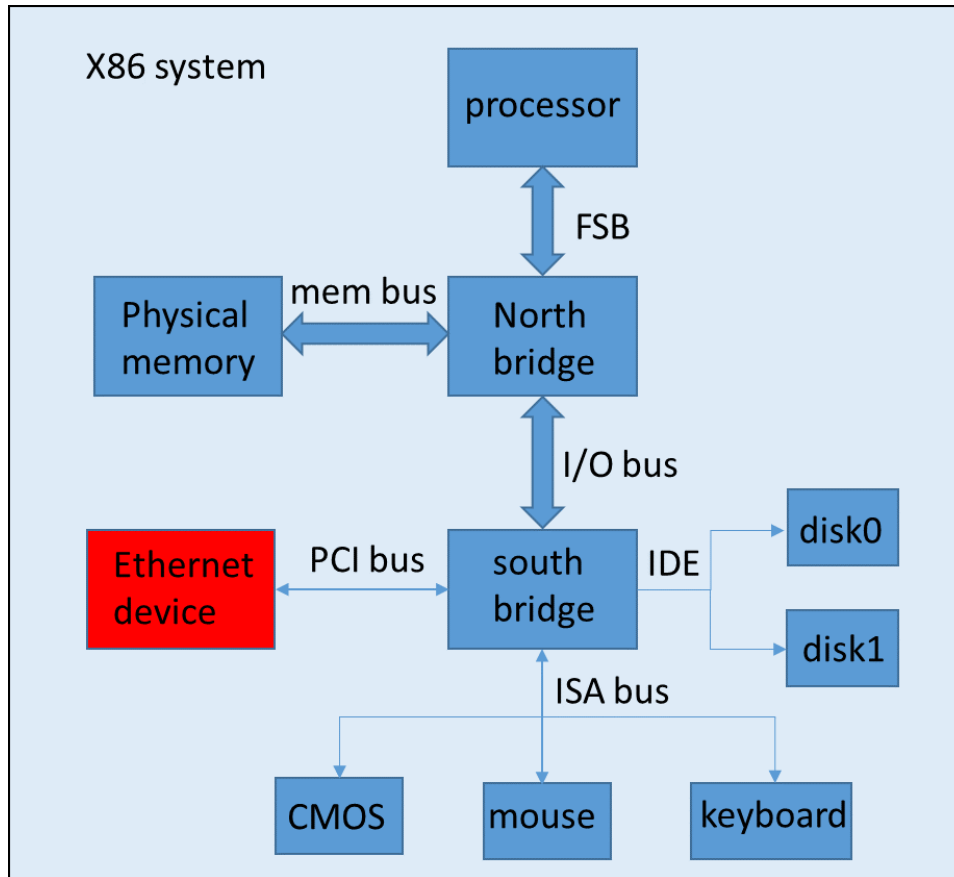 X86 system
processor
FSB
mem bus
Physical
memory
North
bridge
I/O bus
Ethernet
device
PCI bus
south
bridge
IDE
disk0
disk1
ISA bus
CMOS
mouse
keyboard